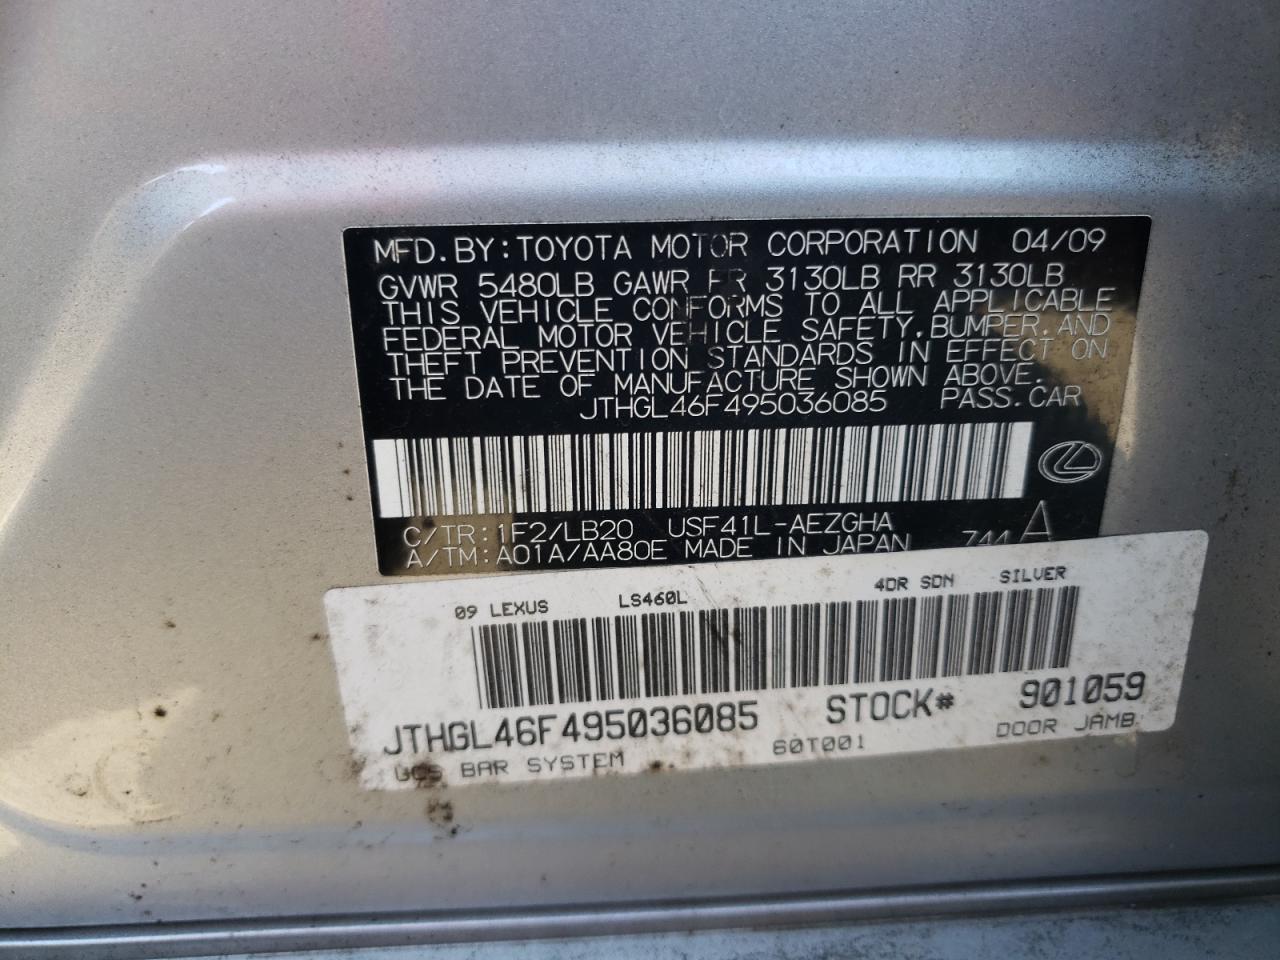 MFD.BY:TOYOTA MOTOR CORPORATION 04/09
GVWR 5480LB GAWR FR 3130LB RR 3130LB
THIS VEHICLE CONFORMS TO ALL APPLICABLE
FEDERAL MOTOR VEHICLE SAFETY,BUMPER,AND
THEFT PREVENTION STANDARDS IN EFFECT ON
THE DATE OF MANUFACTURE SHOWN ABOVE.
JTHGL46F495036085 PASS.CAR
C/TR:1F2/LB20 USF41L-AEZGHA
A/TM:A01A/AA80E MADE IN JAPAN 744 A
09 LEXUS LS460L 4DR SDN SILVER
JTHGL46F495036085 STOCK# 901059
BAR SYSTEM 60T001 DOOR JAMB